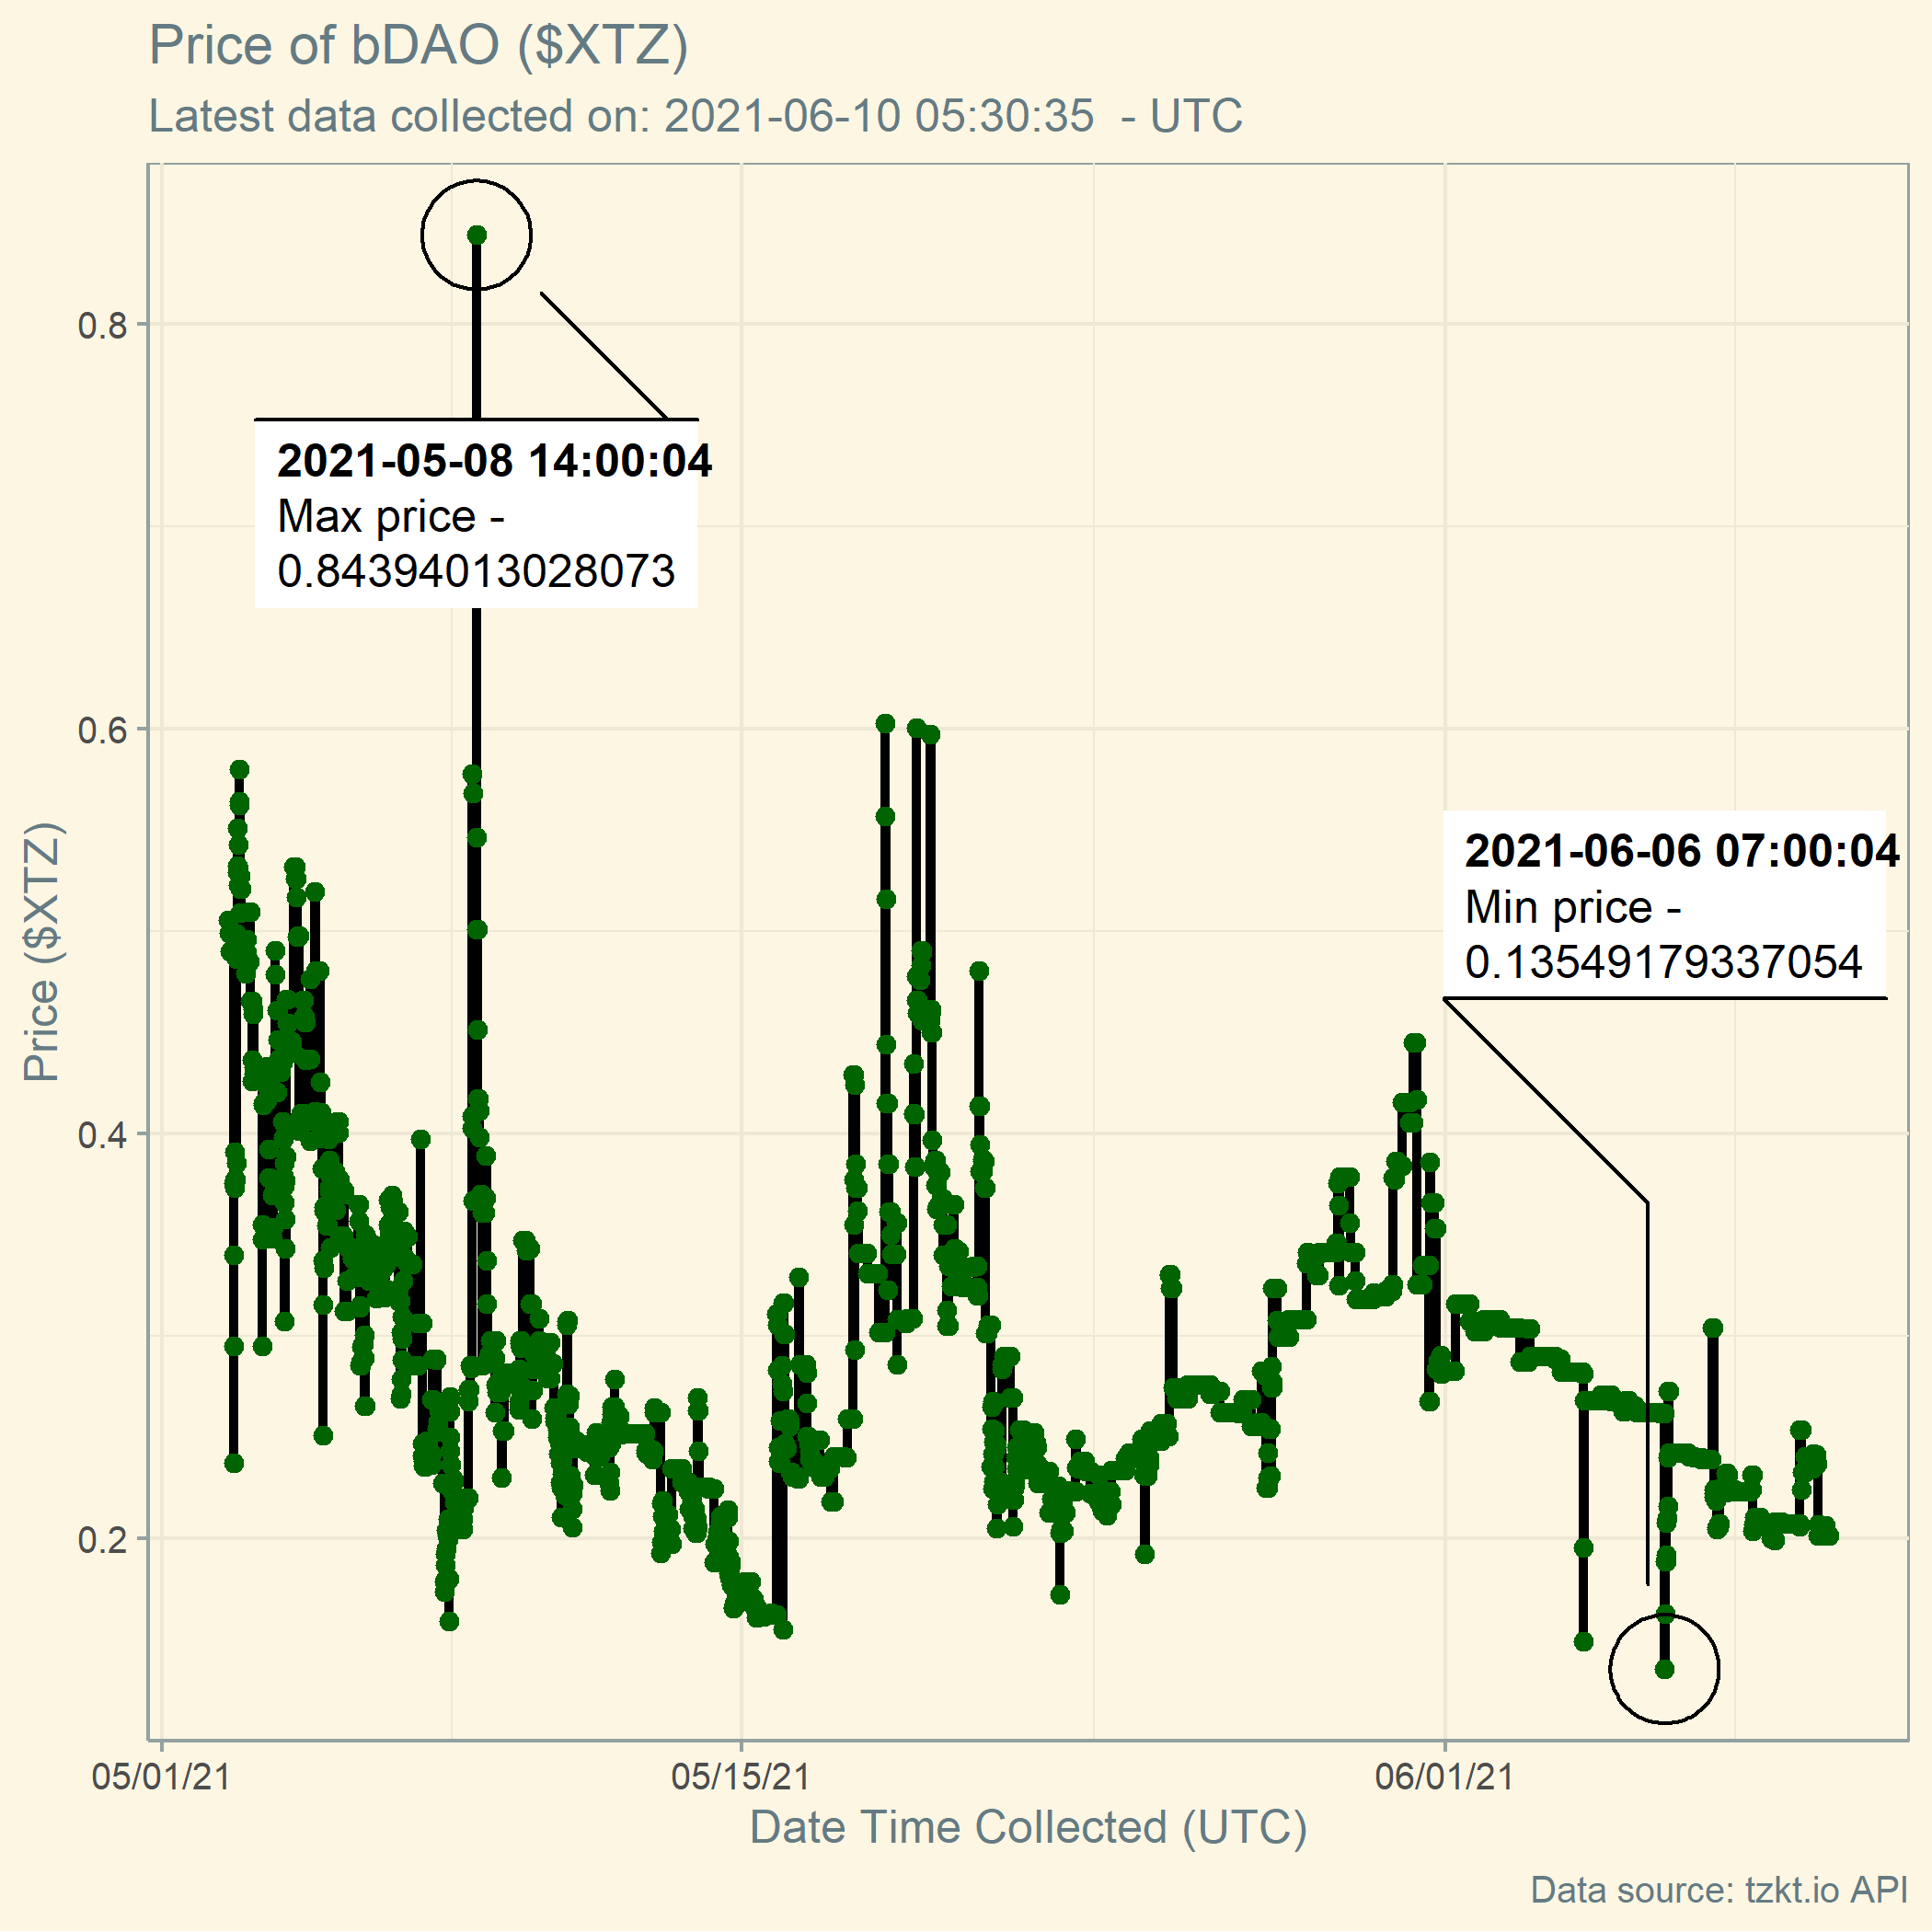 Price of bDAO ($XTZ)
Latest data collected on: 2021-06-10 05:30:35  - UTC
0.8
0.6
0.4
0.2
Price ($XTZ)
2021-05-08 14:00:04
Max price -
0.84394013028073
2021-06-06 07:00:04
Min price -
0.13549179337054
05/01/21
05/15/21
06/01/21
Date Time Collected (UTC)
Data source: tzkt.io API